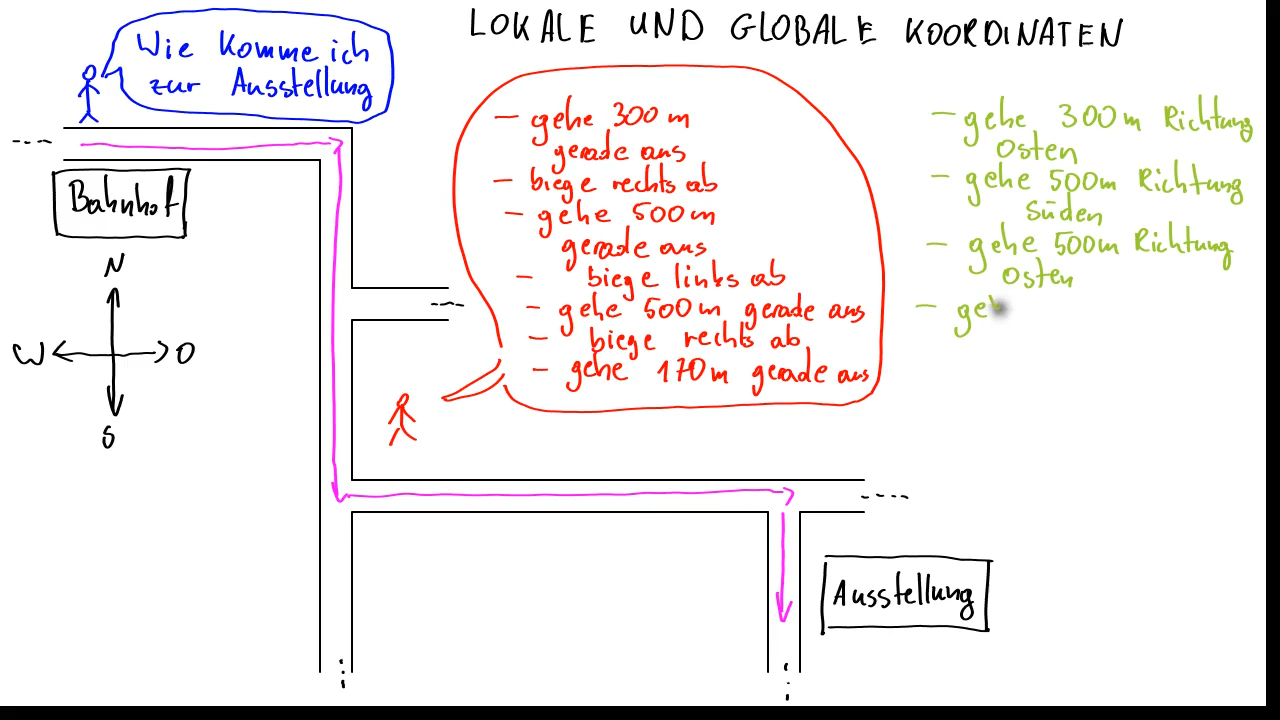 LOKALE UND GLOBALE KOORDINATEN
Wie komme ich
zur Ausstellung
Bahnhof
N
W
O
S
– gehe 300 m
gerade aus
– biege rechts ab
– gehe 500 m
gerade aus
– biege links ab
– gehe 500 m gerade aus
– biege rechts ab
– gehe 170 m gerade aus
– gehe 300 m Richtung
Osten
– gehe 500 m Richtung
Süden
– gehe 500 m Richtung
Osten
– geh
Ausstellung